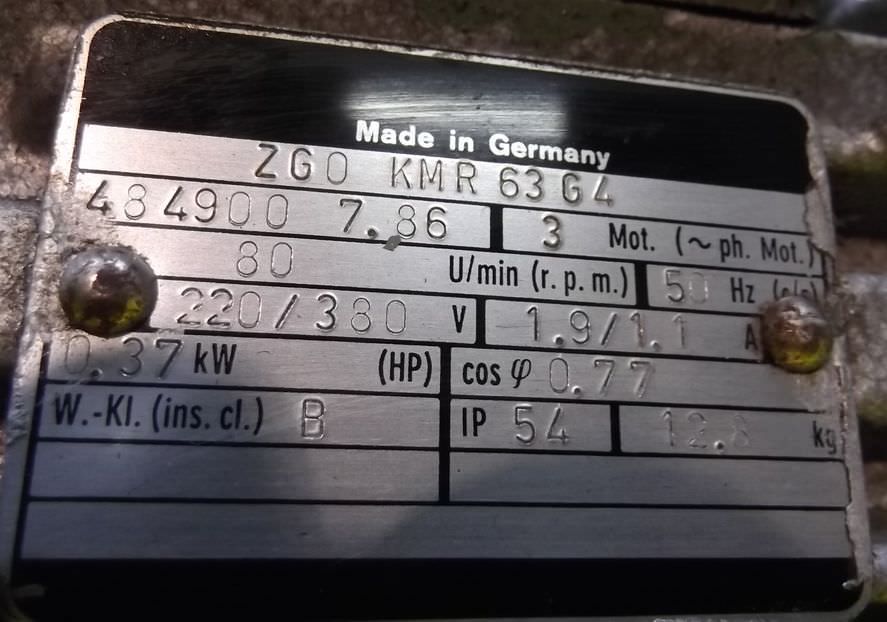 Made in Germany
ZG0 KMR 63 G4
484900 7.86 3 Mot. (~ ph. Mot.)
80 U/min (r.p.m.) 50 Hz
220/380 V 1.9/1.1 A
0.37 kW (HP) cos φ 0.77
W.-Kl. (ins. cl.) B IP 54 12.8 kg